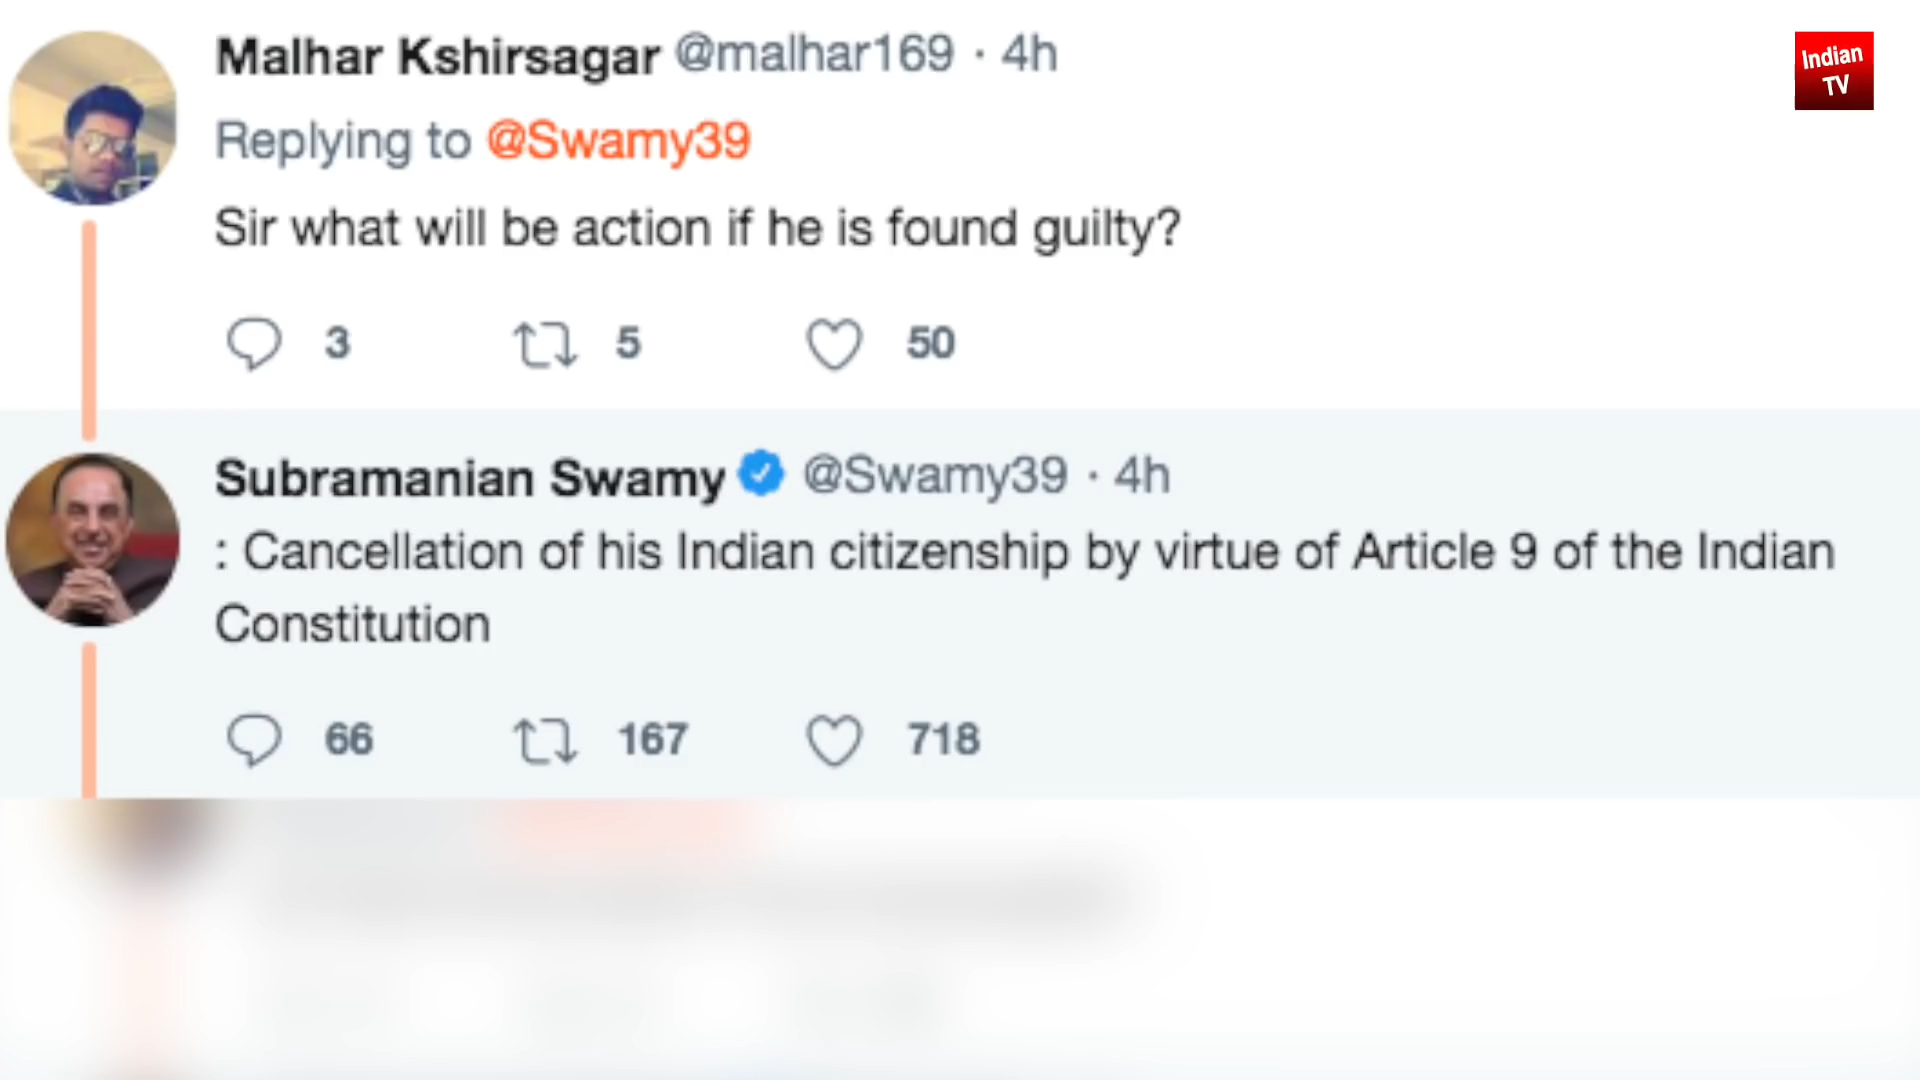 Malhar Kshirsagar @malhar169 · 4h
Indian
TV
Replying to @Swamy39
Sir what will be action if he is found guilty?
3 5 50
Subramanian Swamy @Swamy39 · 4h
: Cancellation of his Indian citizenship by virtue of Article 9 of the Indian
Constitution
66 167 718